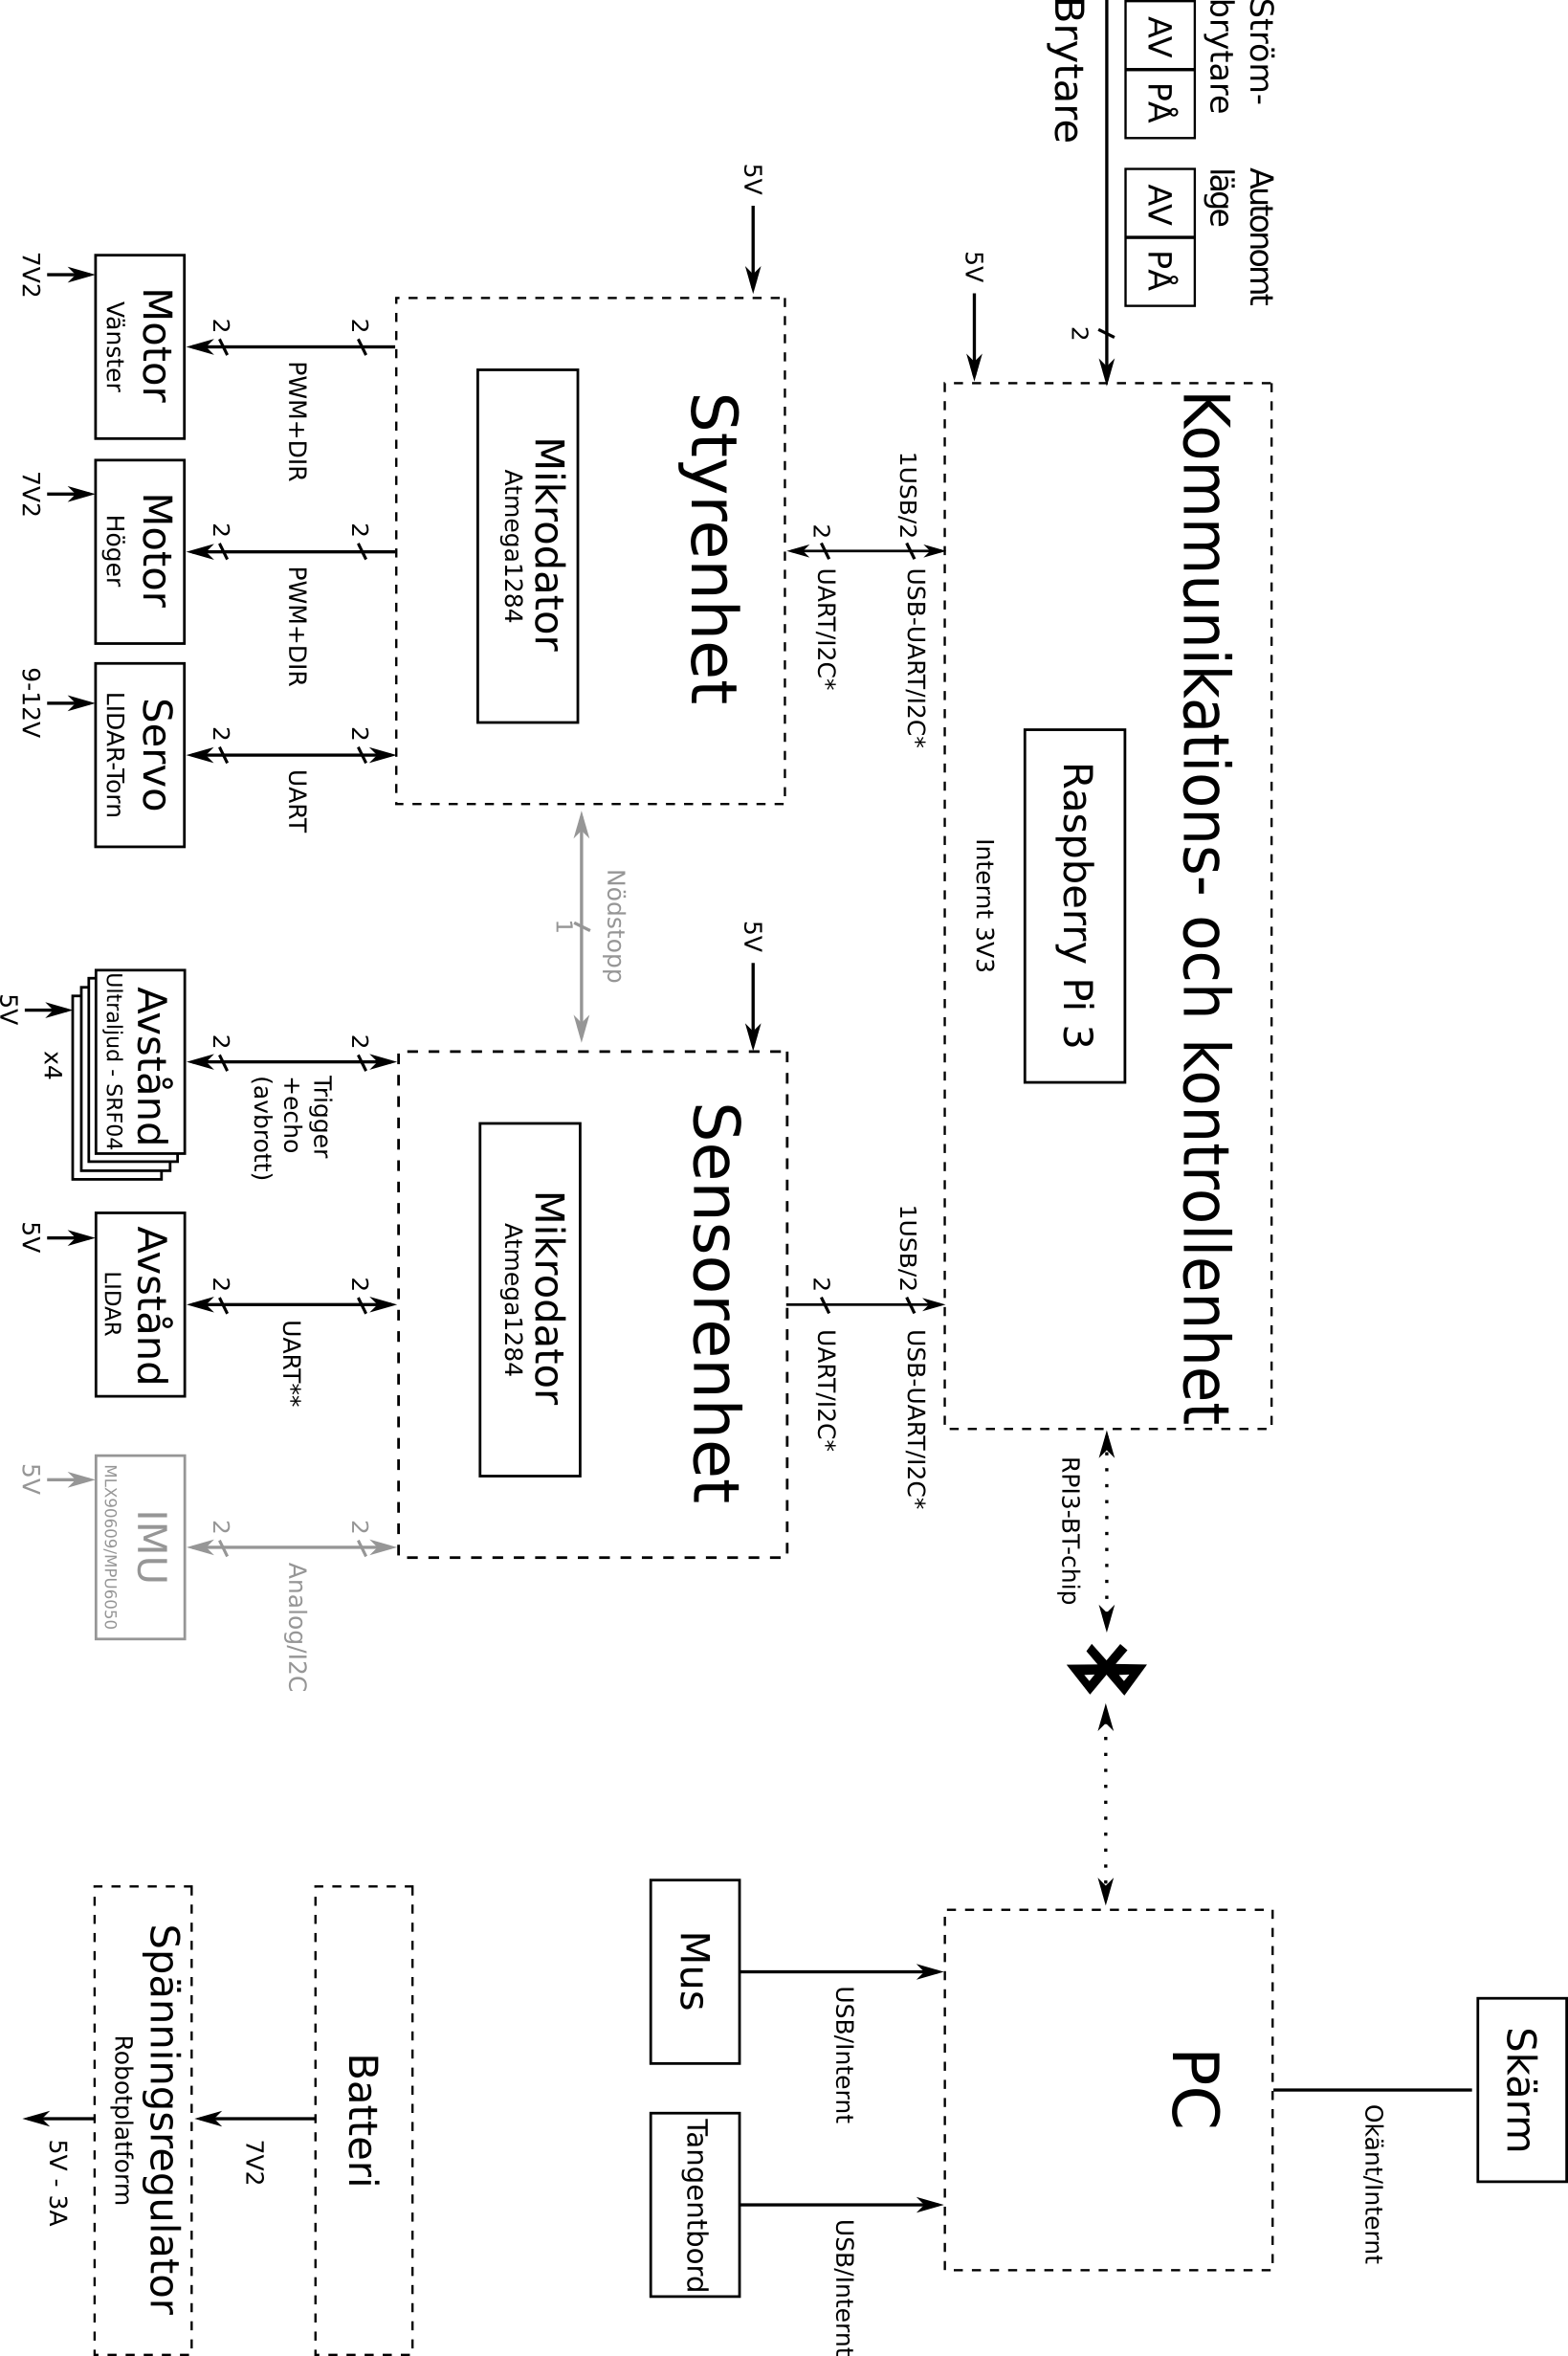 Skärm
Okänt/Internt
Ström-
brytare
Autonomt
läge
AV
PÅ
AV
PÅ
Brytare
2
Kommunikations- och kontrollenhet
Raspberry Pi 3
Internt 3V3
5V
RPI3-BT-chip
PC
1USB/2
USB-UART/I2C*
2
UART/I2C*
1USB/2
USB-UART/I2C*
2
UART/I2C*
USB/Internt
USB/Internt
Mus
Tangentbord
5V
Styrenhet
Mikrodator
Atmega1284
Nödstopp
1
5V
Sensorenhet
Mikrodator
Atmega1284
2
PWM+DIR
2
2
PWM+DIR
2
2
UART
2
2
Trigger
+echo
(avbrott)
2
2
UART**
2
2
Analog/I2C
2
Motor
Vänster
7V2
Motor
Höger
7V2
Servo
LIDAR-Torn
9-12V
Avstånd
Ultraljud - SRF04
x4
5V
Avstånd
LIDAR
5V
IMU
MLX90609/MPU6050
5V
Batteri
7V2
Spänningsregulator
Robotplatform
5V - 3A